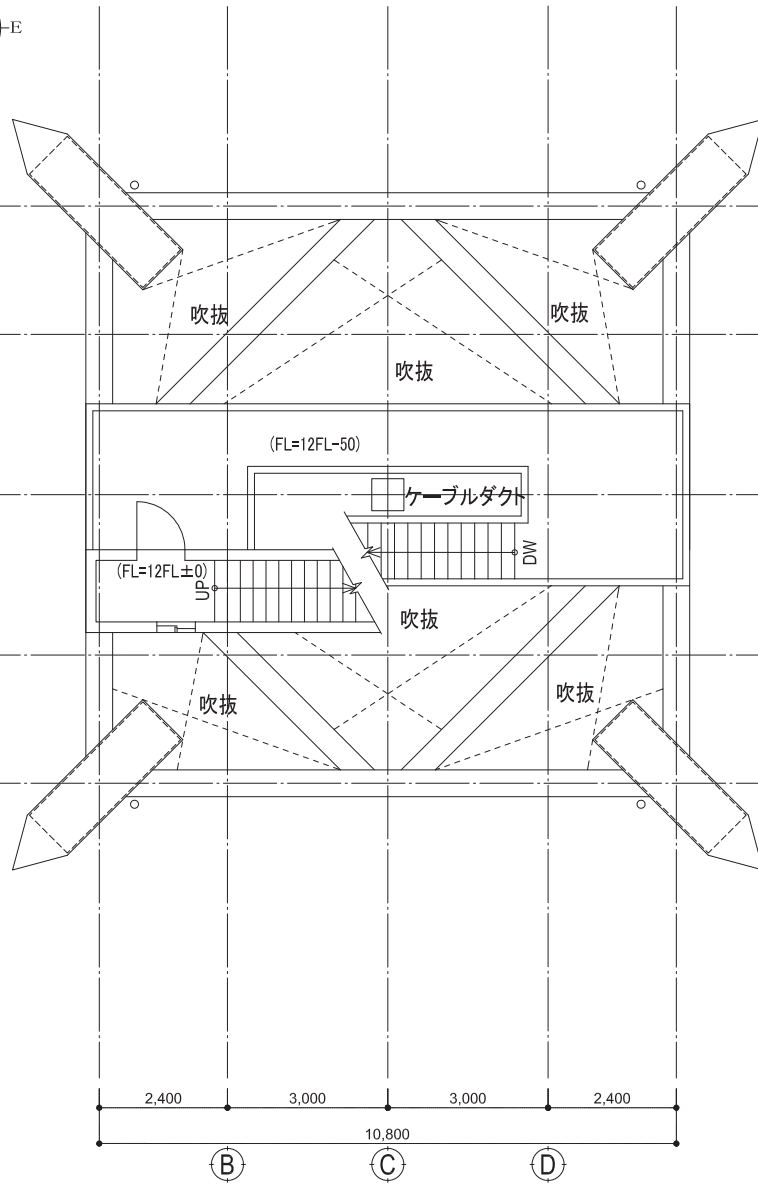 E
吹抜
吹抜
吹抜
(FL=12FL-50)
ケーブルダクト
DW
(FL=12FL±0)
UP
吹抜
吹抜
吹抜
2,400
3,000
3,000
2,400
10,800
B
C
D